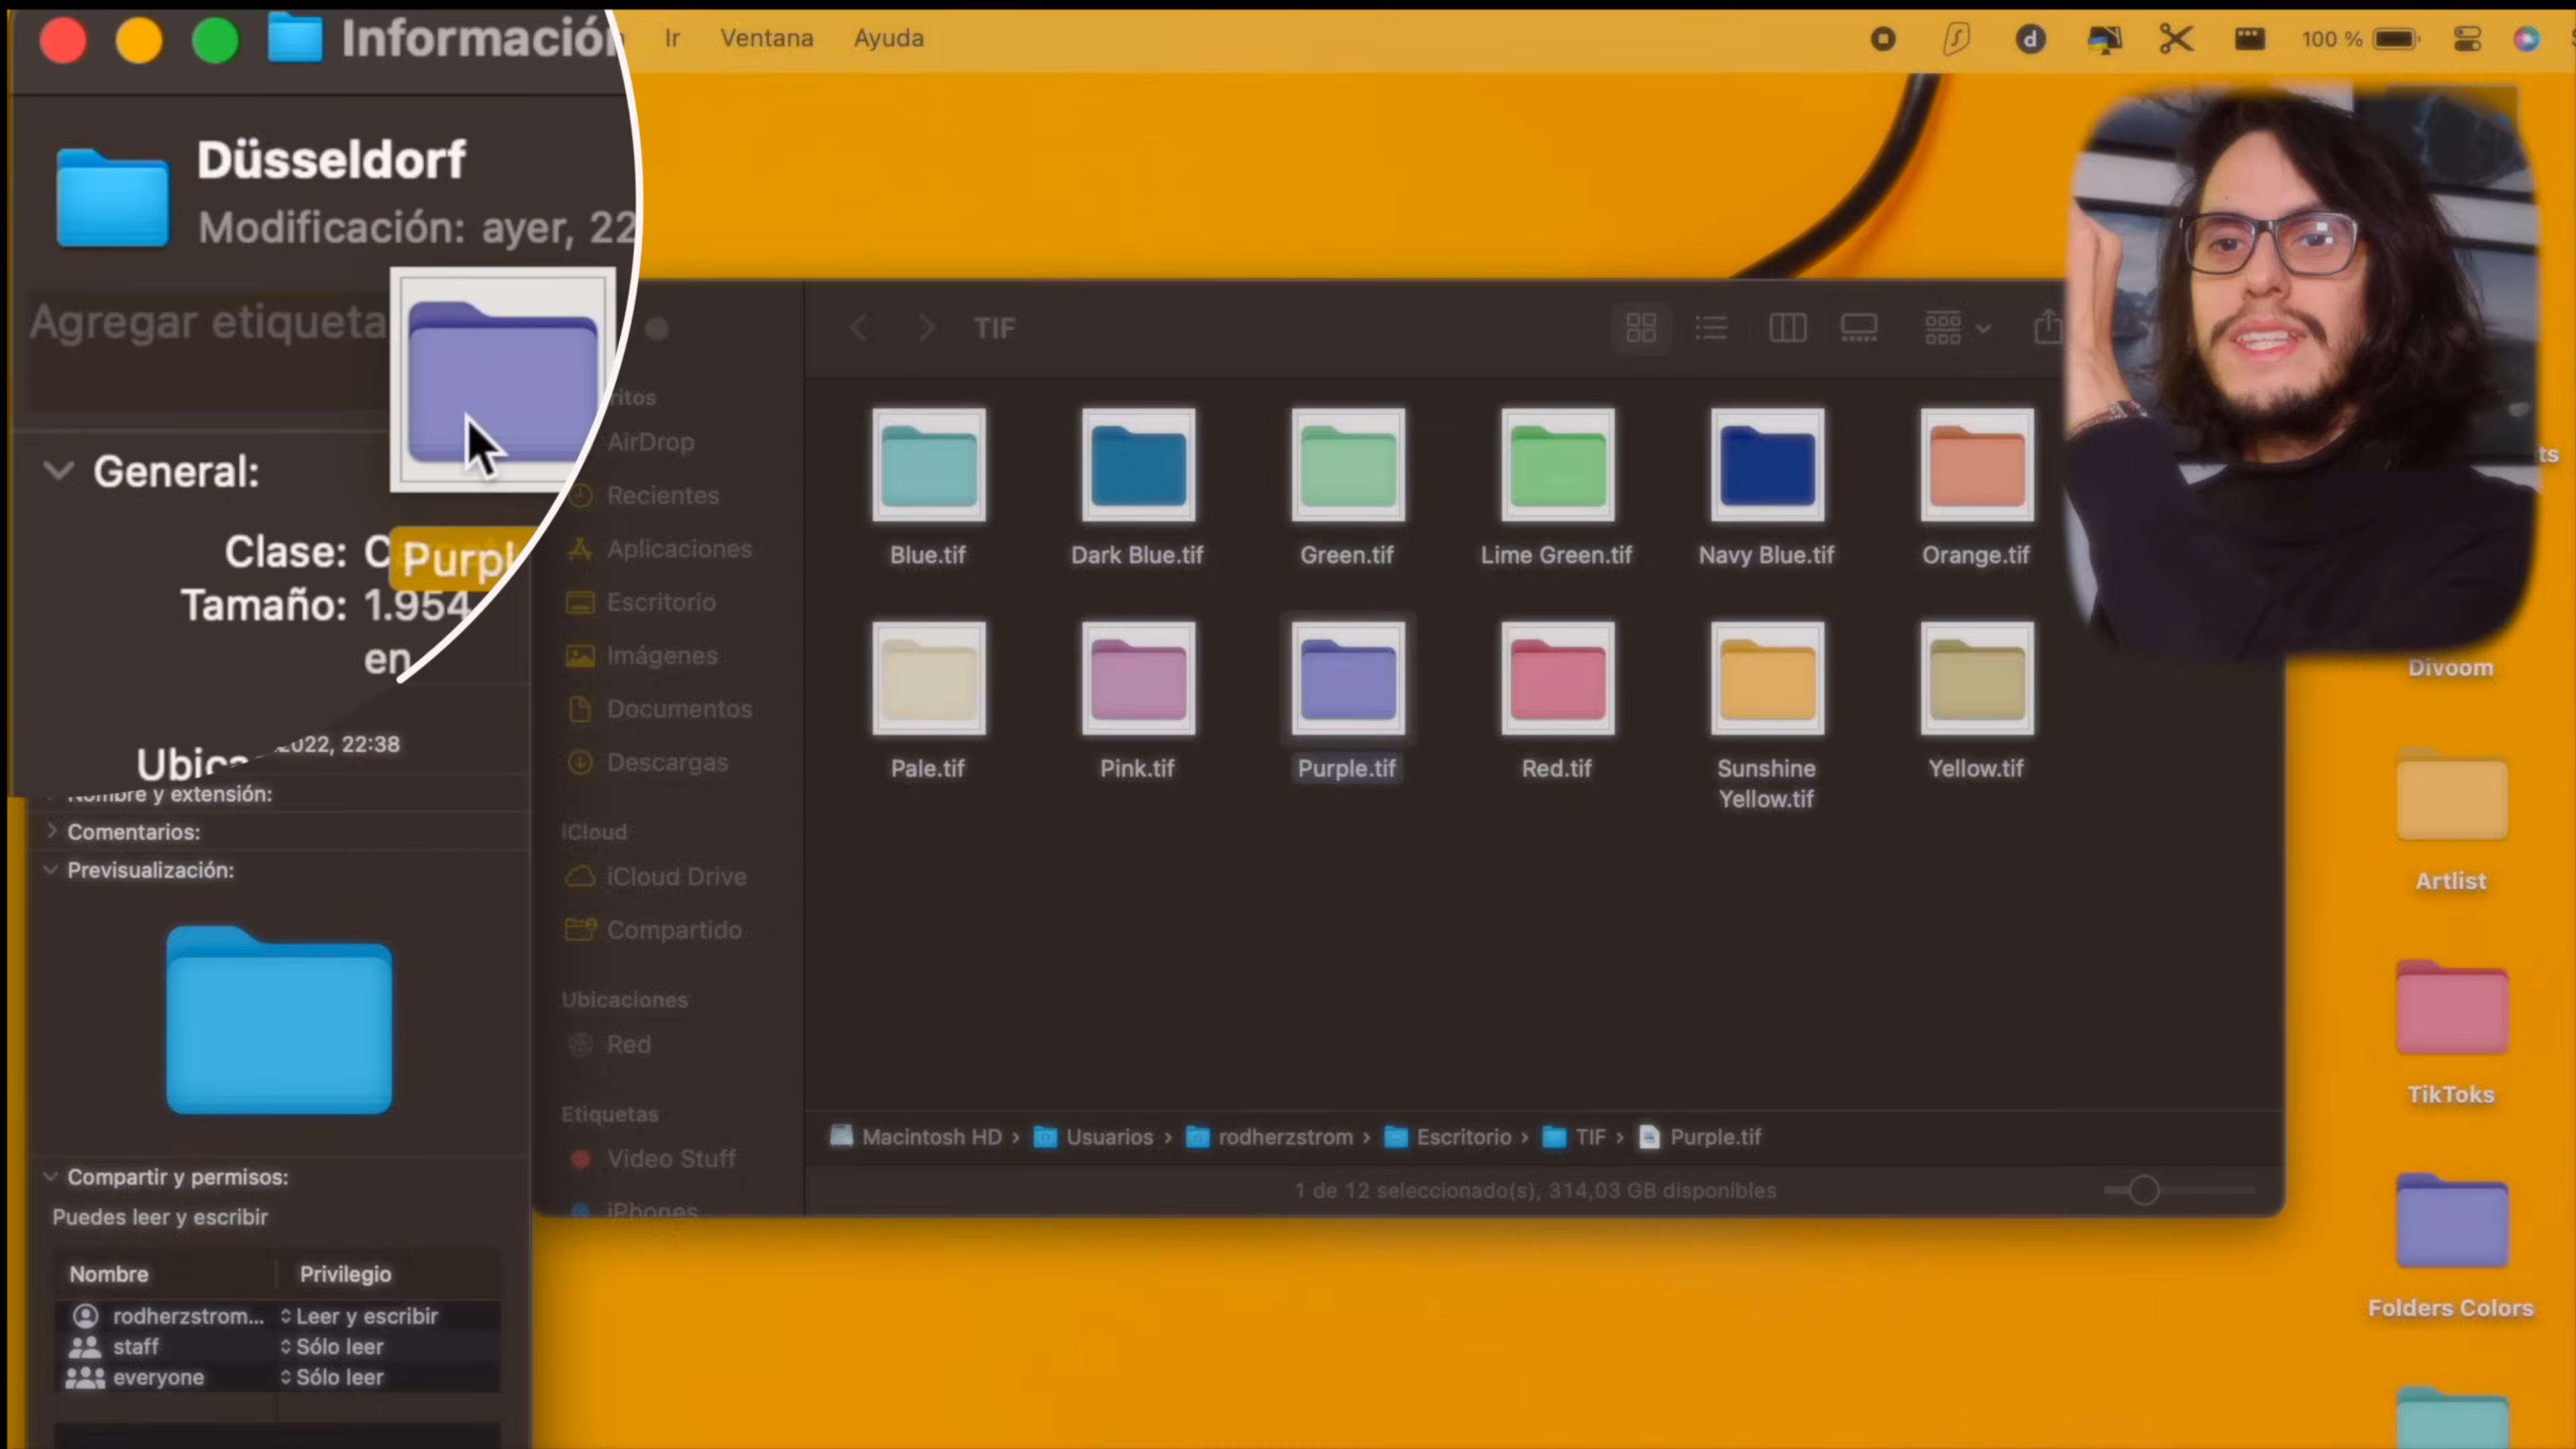 Información
Ir
Ventana
Ayuda
100 %
Düsseldorf
Modificación: ayer, 22
Agregar etiqueta
General:
Clase:
Purpl
Tamaño: 1.954
en
2022, 22:38
Nombre y extensión:
Comentarios:
Previsualización:
Compartir y permisos:
Puedes leer y escribir
Nombre
Privilegio
rodherzstrom...
Leer y escribir
staff
Sólo leer
everyone
Sólo leer
ritos
AirDrop
Recientes
Aplicaciones
Escritorio
Imágenes
Documentos
Descargas
iCloud
iCloud Drive
Compartido
Ubicaciones
Red
Etiquetas
Video Stuff
iPhones
TIF
Blue.tif
Dark Blue.tif
Green.tif
Lime Green.tif
Navy Blue.tif
Orange.tif
Pale.tif
Pink.tif
Purple.tif
Red.tif
Sunshine
Yellow.tif
Yellow.tif
Macintosh HD › Usuarios › rodherzstrom › Escritorio › TIF › Purple.tif
1 de 12 seleccionado(s), 314,03 GB disponibles
ts
Divoom
Artlist
TikToks
Folders Colors